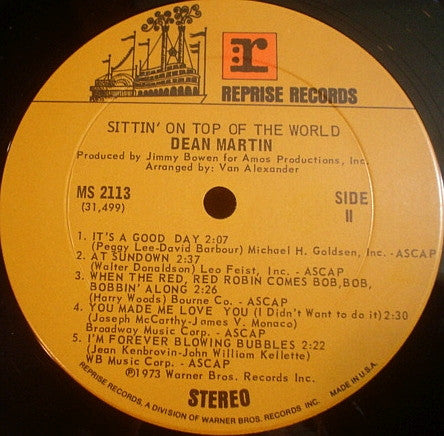 r
REPRISE RECORDS
SITTIN' ON TOP OF THE WORLD
DEAN MARTIN
Produced by Jimmy Bowen for Amos Productions, Inc.
Arranged by: Van Alexander
MS 2113
(31,499)
SIDE
II
1. IT'S A GOOD DAY 2:07
(Peggy Lee-David Barbour) Michael H. Goldsen, Inc. - ASCAP
2. AT SUNDOWN 2:37
(Walter Donaldson) Leo Feist, Inc. - ASCAP
3. WHEN THE RED, RED ROBIN COMES BOB, BOB,
BOBBIN' ALONG 2:26
(Harry Woods) Bourne Co. - ASCAP
4. YOU MADE ME LOVE YOU (I Didn't Want to do it) 2:30
(Joseph McCarthy-James V. Monaco)
Broadway Music Corp. - ASCAP
5. I'M FOREVER BLOWING BUBBLES 2:22
(Jean Kenbrovin-John William Kellette)
WB Music Corp. - ASCAP
℗1973 Warner Bros. Records Inc.
STEREO
REPRISE RECORDS, A DIVISION OF WARNER BROS. RECORDS INC. MADE IN U.S.A.